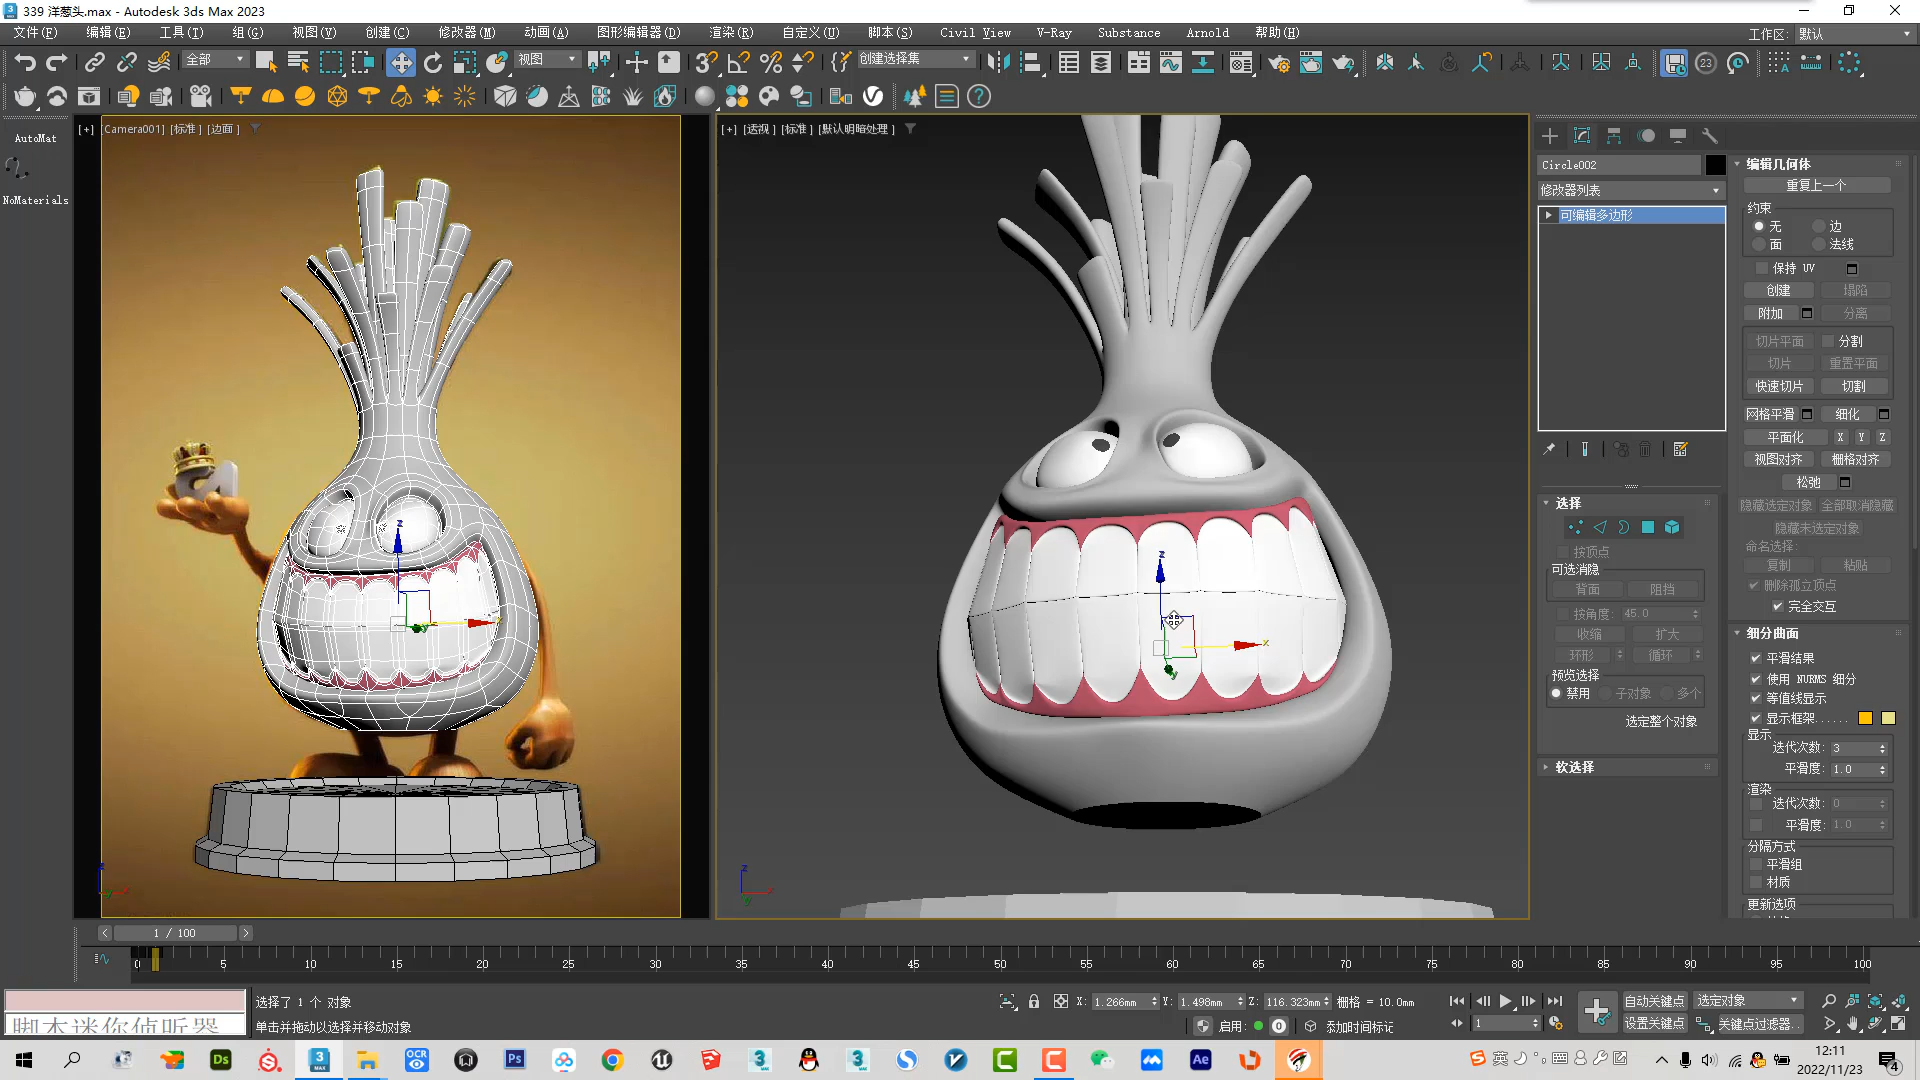 339 洋葱头.max - Autodesk 3ds Max 2023
文件(F) 编辑(E) 工具(T) 组(G) 视图(V) 创建(C) 修改器(M) 动画(A) 图形编辑器(D) 渲染(R) 自定义(U) 脚本(S) Civil View V-Ray Substance Arnold 帮助(H)
工作区: 默认
全部
视图
创建选择集
23
AutoMat
NoMaterials
[+] [Camera001] [标准] [边面]
[+] [透视] [标准] [默认明暗处理]
Circle002
修改器列表
可编辑多边形
选择
按顶点
可选消隐
背面 阻挡
按角度: 45.0
收缩 扩大
环形 循环
预览选择
禁用 子对象 多个
选定整个对象
软选择
编辑几何体
重复上一个
约束
无 边
面 法线
保持 UV
创建 塌陷
附加 分离
切片平面 分割
切片 重置平面
快速切片 切割
网格平滑 细化
平面化 X Y Z
视图对齐 栅格对齐
松弛
隐藏选定对象 全部取消隐藏
隐藏未选定对象
命名选择:
复制 粘贴
删除孤立顶点
完全交互
细分曲面
平滑结果
使用 NURMS 细分
等值线显示
显示框架......
显示
迭代次数: 3
平滑度: 1.0
渲染
迭代次数: 0
平滑度: 1.0
分隔方式
平滑组
材质
更新选项
1 / 100
0 5 10 15 20 25 30 35 40 45 50 55 60 65 70 75 80 85 90 95 100
选择了 1 个 对象
X: 1.266mm Y: 1.498mm Z: 116.323mm 栅格 = 10.0mm
自动关键点 选定对象
脚本迷你侦听器
单击并拖动以选择并移动对象
启用: 0 添加时间标记
1
设置关键点 关键点过滤器...
英
12:11
2022/11/23
4